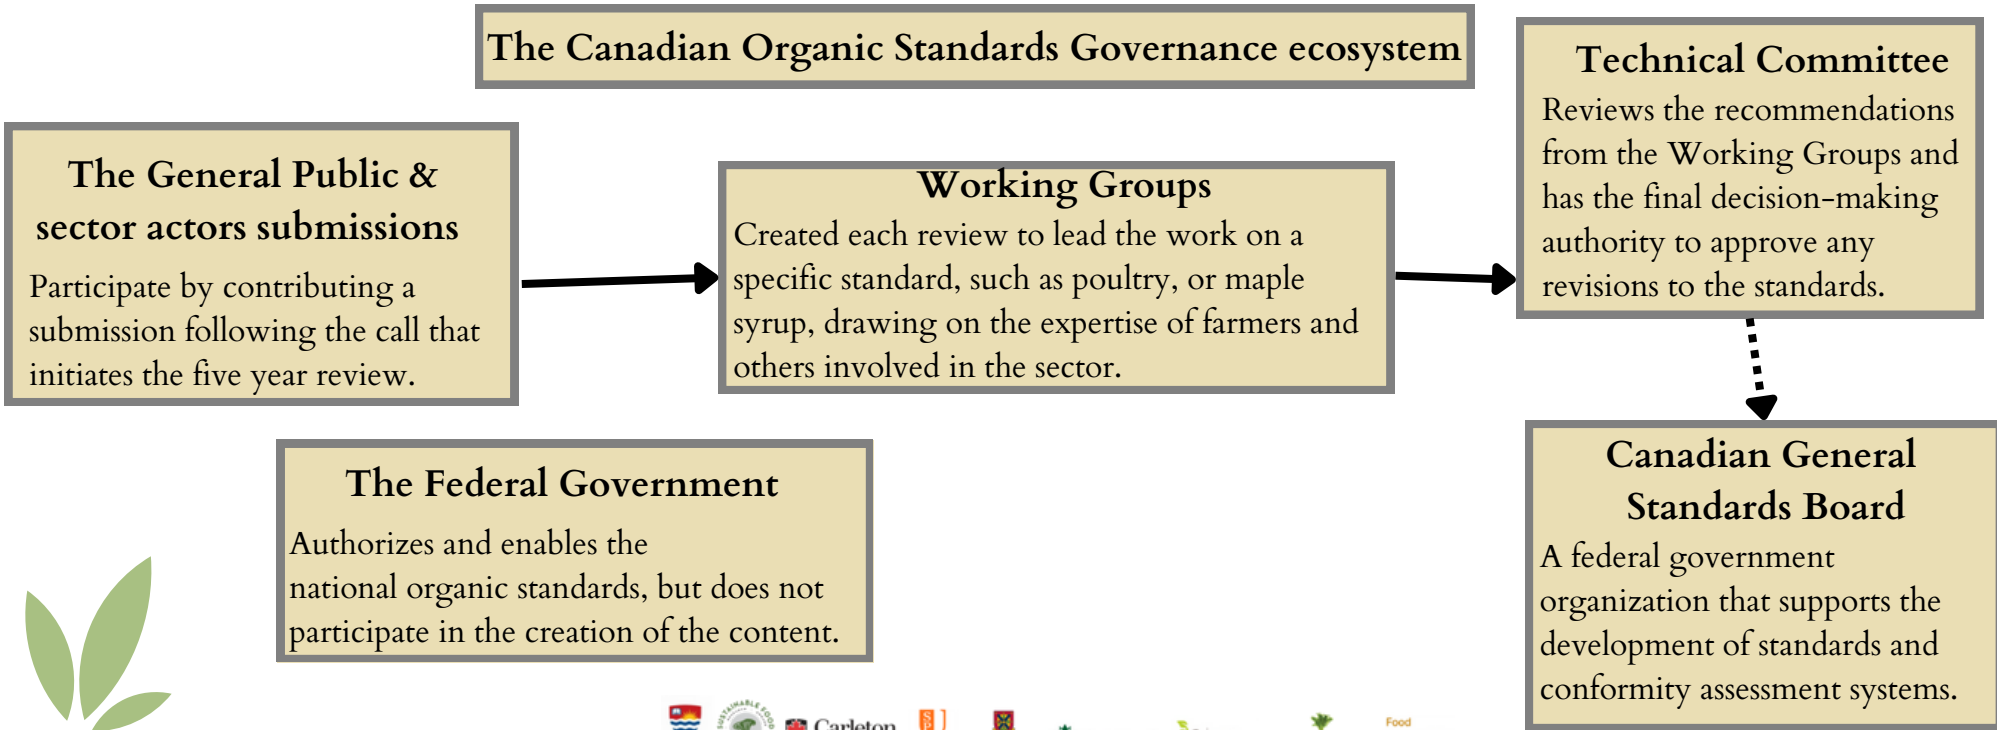 The Canadian Organic Standards Governance ecosystem
The General Public &
sector actors submissions
Participate by contributing a
submission following the call that
initiates the five year review.
Working Groups
Created each review to lead the work on a
specific standard, such as poultry, or maple
syrup, drawing on the expertise of farmers and
others involved in the sector.
Technical Committee
Reviews the recommendations
from the Working Groups and
has the final decision-making
authority to approve any
revisions to the standards.
The Federal Government
Authorizes and enables the
national organic standards, but does not
participate in the creation of the content.
Canadian General
Standards Board
A federal government
organization that supports the
development of standards and
conformity assessment systems.
SUSTAINABLE FOOD
Carleton
Food